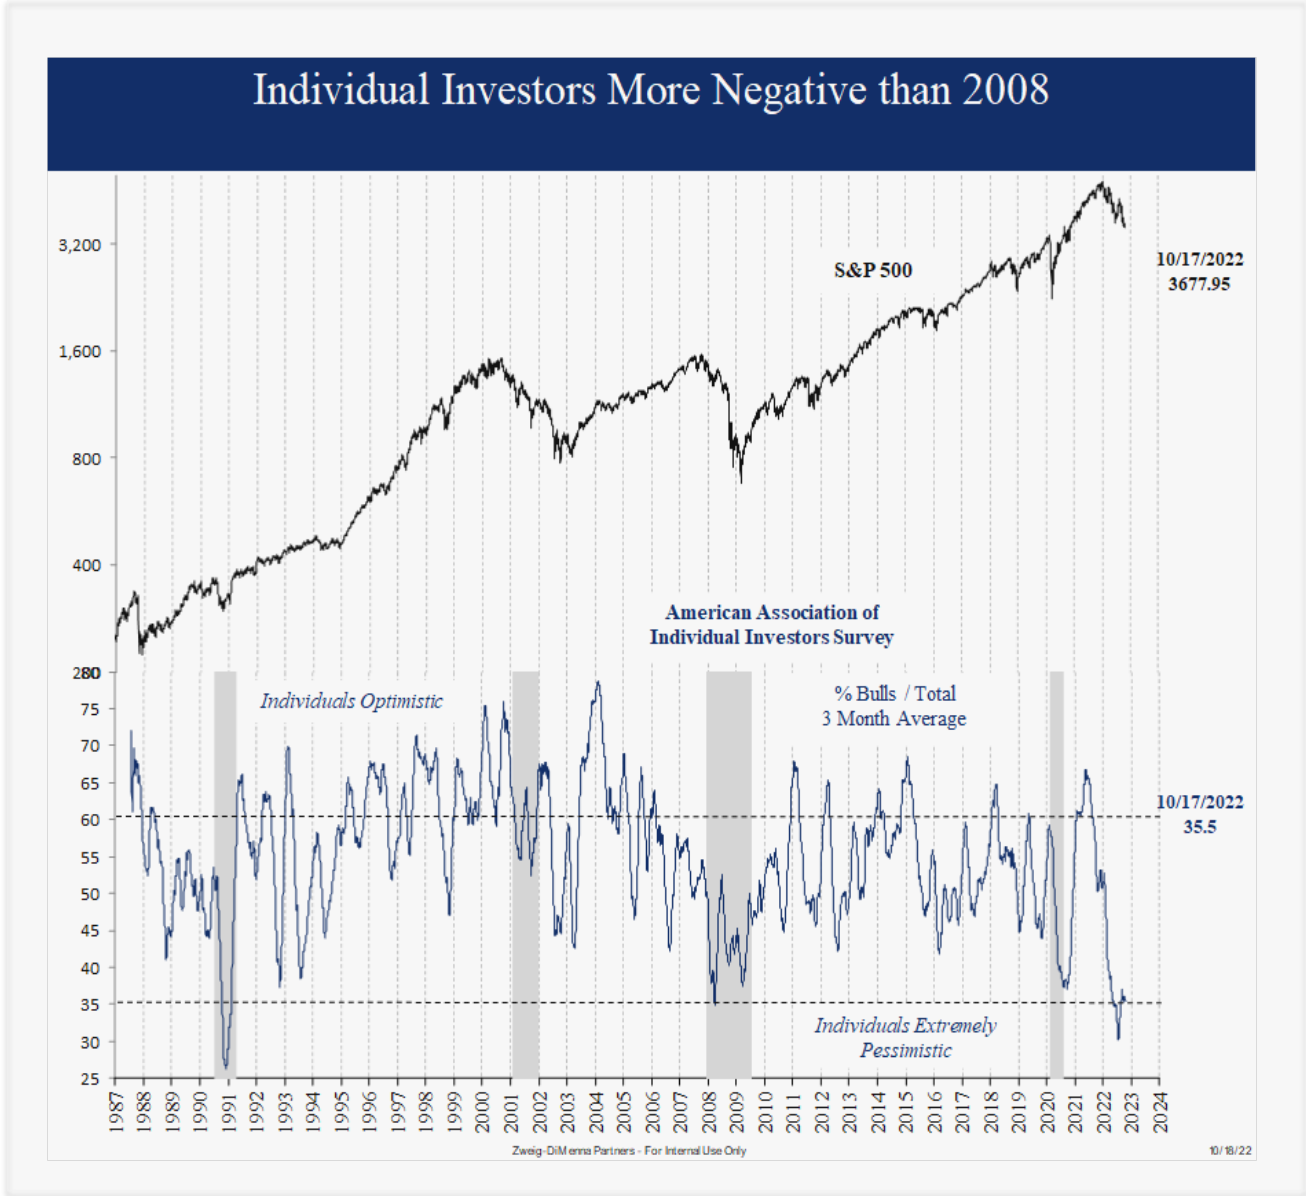 Individual Investors More Negative than 2008
3,200
1,600
800
400
S&P 500
10/17/2022
3677.95
American Association of
Individual Investors Survey
80
75
70
65
60
55
50
45
40
35
30
25
Individuals Optimistic
% Bulls / Total
3 Month Average
10/17/2022
35.5
Individuals Extremely
Pessimistic
1987 1988 1989 1990 1991 1992 1993 1994 1995 1996 1997 1998 1999 2000 2001 2002 2003 2004 2005 2006 2007 2008 2009 2010 2011 2012 2013 2014 2015 2016 2017 2018 2019 2020 2021 2022 2023 2024
Zweig-DiMenna Partners - For Internal Use Only
10/18/22